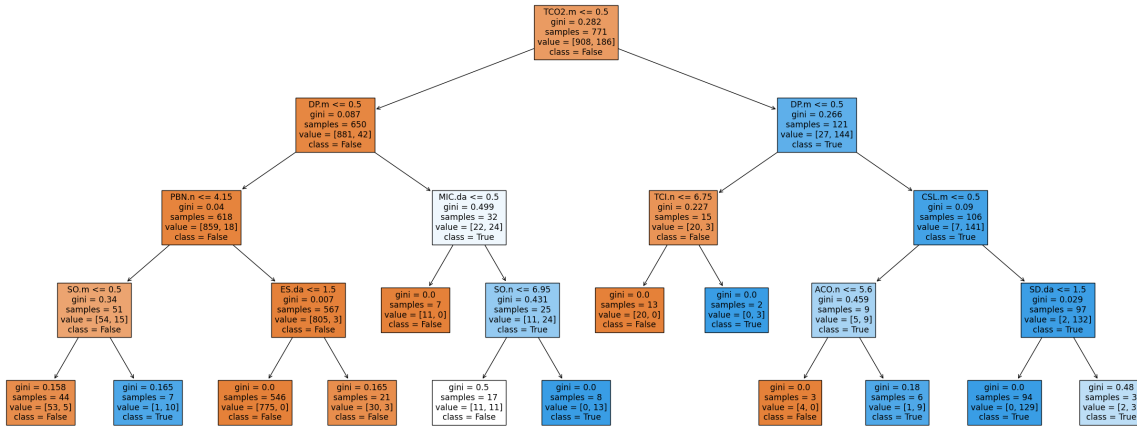 TCO2.m <= 0.5
gini = 0.282
samples = 771
value = [908, 186]
class = False
DP.m <= 0.5
gini = 0.087
samples = 650
value = [881, 42]
class = False
DP.m <= 0.5
gini = 0.266
samples = 121
value = [27, 144]
class = True
PBN.n <= 4.15
gini = 0.04
samples = 618
value = [859, 18]
class = False
MIC.da <= 0.5
gini = 0.499
samples = 32
value = [22, 24]
class = True
TCI.n <= 6.75
gini = 0.227
samples = 15
value = [20, 3]
class = False
CSL.m <= 0.5
gini = 0.09
samples = 106
value = [7, 141]
class = True
SO.m <= 0.5
gini = 0.34
samples = 51
value = [54, 15]
class = False
ES.da <= 1.5
gini = 0.007
samples = 567
value = [805, 3]
class = False
gini = 0.0
samples = 7
value = [11, 0]
class = False
SO.n <= 6.95
gini = 0.431
samples = 25
value = [11, 24]
class = True
gini = 0.0
samples = 13
value = [20, 0]
class = False
gini = 0.0
samples = 2
value = [0, 3]
class = True
ACO.n <= 5.6
gini = 0.459
samples = 9
value = [5, 9]
class = True
SD.da <= 1.5
gini = 0.029
samples = 97
value = [2, 132]
class = True
gini = 0.158
samples = 44
value = [53, 5]
class = False
gini = 0.165
samples = 7
value = [1, 10]
class = True
gini = 0.0
samples = 546
value = [775, 0]
class = False
gini = 0.165
samples = 21
value = [30, 3]
class = False
gini = 0.5
samples = 17
value = [11, 11]
class = False
gini = 0.0
samples = 8
value = [0, 13]
class = True
gini = 0.0
samples = 3
value = [4, 0]
class = False
gini = 0.18
samples = 6
value = [1, 9]
class = True
gini = 0.0
samples = 94
value = [0, 129]
class = True
gini = 0.48
samples = 3
value = [2, 3
class = True